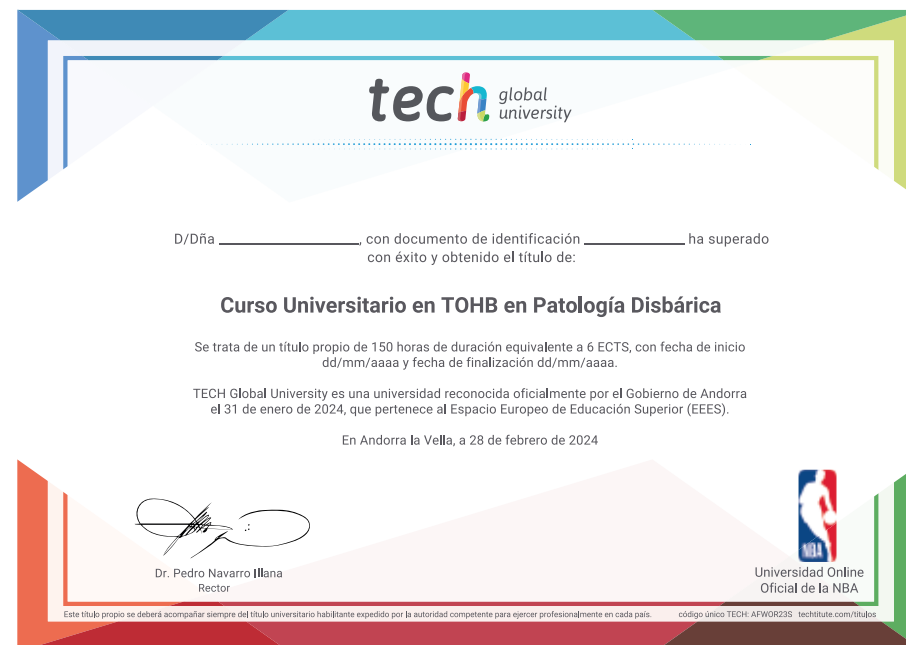 tech global university
D/Dña ____________________, con documento de identificación ______________ ha superado
con éxito y obtenido el título de:
Curso Universitario en TOHB en Patología Disbárica
Se trata de un título propio de 150 horas de duración equivalente a 6 ECTS, con fecha de inicio
dd/mm/aaaa y fecha de finalización dd/mm/aaaa.
TECH Global University es una universidad reconocida oficialmente por el Gobierno de Andorra
el 31 de enero de 2024, que pertenece al Espacio Europeo de Educación Superior (EEES).
En Andorra la Vella, a 28 de febrero de 2024
Dr. Pedro Navarro Illana
Rector
NBA
Universidad Online
Oficial de la NBA
Este título propio se deberá acompañar siempre del título universitario habilitante expedido por la autoridad competente para ejercer profesionalmente en cada país. código único TECH: AFWOR23S techtitute.com/titulos